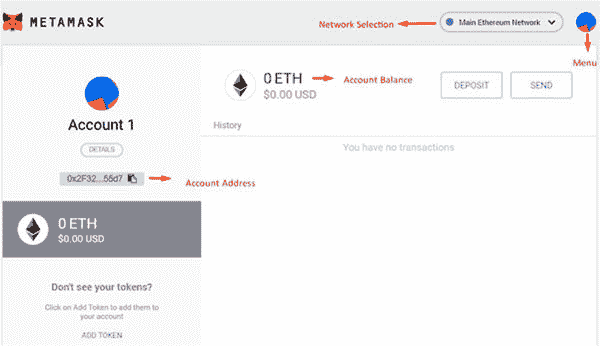 METAMASK
Network Selection
Main Ethereum Network
Menu
Account 1
DETAILS
0x2F32...55d7
Account Address
0 ETH
$0.00 USD
Don't see your tokens?
Click on Add Token to add them to
your account
ADD TOKEN
0 ETH
$0.00 USD
Account Balance
DEPOSIT
SEND
History
You have no transactions